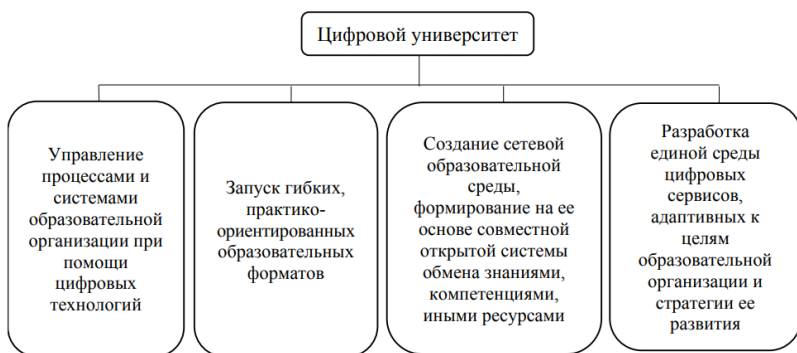 Цифровой университет
Управление
процессами и
системами
образовательной
организации при
помощи
цифровых
технологий
Запуск гибких,
практико-
ориентированных
образовательных
форматов
Создание сетевой
образовательной
среды,
формирование на ее
основе совместной
открытой системы
обмена знаниями,
компетенциями,
иными ресурсами
Разработка
единой среды
цифровых
сервисов,
адаптивных к
целям
образовательной
организации и
стратегии ее
развития